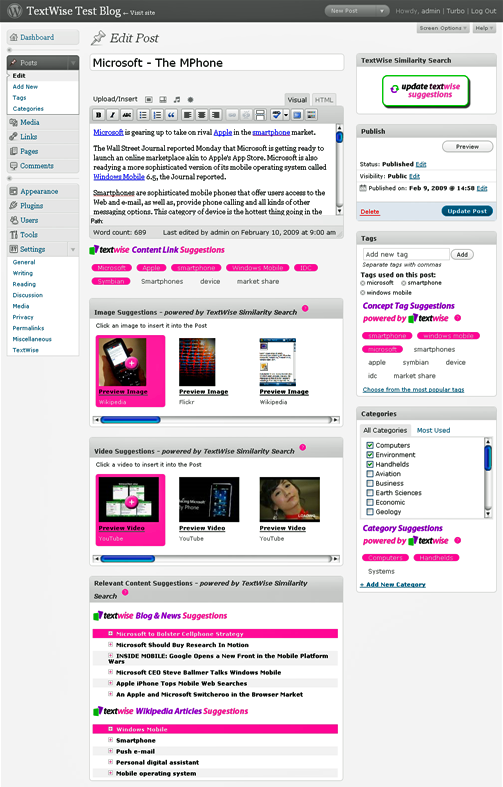 TextWise Test Blog ← Visit site
New Post
Howdy, admin | Turbo | Log Out
Screen Options
Help
Dashboard
Posts
Edit
Add New
Tags
Categories
Media
Links
Pages
Comments
Appearance
Plugins
Users
Tools
Settings
General
Writing
Reading
Discussion
Media
Privacy
Permalinks
Miscellaneous
TextWise
Edit Post
Microsoft - The MPhone
Upload/Insert
Visual
HTML
Microsoft is gearing up to take on rival Apple in the smartphone market.
The Wall Street Journal reported Monday that Microsoft is getting ready to
launch an online marketplace akin to Apple's App Store. Microsoft is also
readying a more sophisticated version of its mobile operating system called
Windows Mobile 6.5, the Journal reported.
Smartphones are sophisticated mobile phones that offer users access to the
Web and e-mail, as well as, provide phone calling and all kinds of other
messaging options. This category of device is the hottest thing going in the
Path:
Word count: 689
Last edited by admin on February 10, 2009 at 9:00 am
textwise Content Link Suggestions
Microsoft Apple smartphone Windows Mobile IDC
Symbian Smartphones device market share
Image Suggestions - powered by TextWise Similarity Search ?
Click an image to insert it into the Post
Preview Image
Wikipedia
Preview Image
Flickr
Preview Image
Wikipedia
Video Suggestions - powered by TextWise Similarity Search ?
Click a video to insert it into the Post
Preview Video
YouTube
Preview Video
YouTube
LOADING
Preview Video
YouTube
Relevant Content Suggestions - powered by TextWise Similarity
Search ?
textwise Blog & News Suggestions
Microsoft to Bolster Cellphone Strategy
Microsoft Should Buy Research In Motion
INSIDE MOBILE: Google Opens a New Front in the Mobile Platform
Wars
Microsoft CEO Steve Ballmer Talks Windows Mobile
Apple iPhone Tops Mobile Web Searches
An Apple and Microsoft Switcheroo in the Browser Market
textwise Wikipedia Articles Suggestions
Windows Mobile
Smartphone
Push e-mail
Personal digital assistant
Mobile operating system
TextWise Similarity Search
update textwise
suggestions
Publish
Preview
Status: Published Edit
Visibility: Public Edit
Published on: Feb 9, 2009 @ 14:58 Edit
Delete
Update Post
Tags
Add new tag
Add
Separate tags with commas
Tags used on this post:
microsoft smartphone
windows mobile
Concept Tag Suggestions
powered by textwise ?
smartphone windows mobile
microsoft smartphones
apple symbian device
idc market share
Choose from the most popular tags
Categories
All Categories
Most Used
Computers
Environment
Handhelds
Aviation
Business
Earth Sciences
Economic
Geology
Category Suggestions
powered by textwise ?
Computers Handhelds
Systems
+ Add New Category